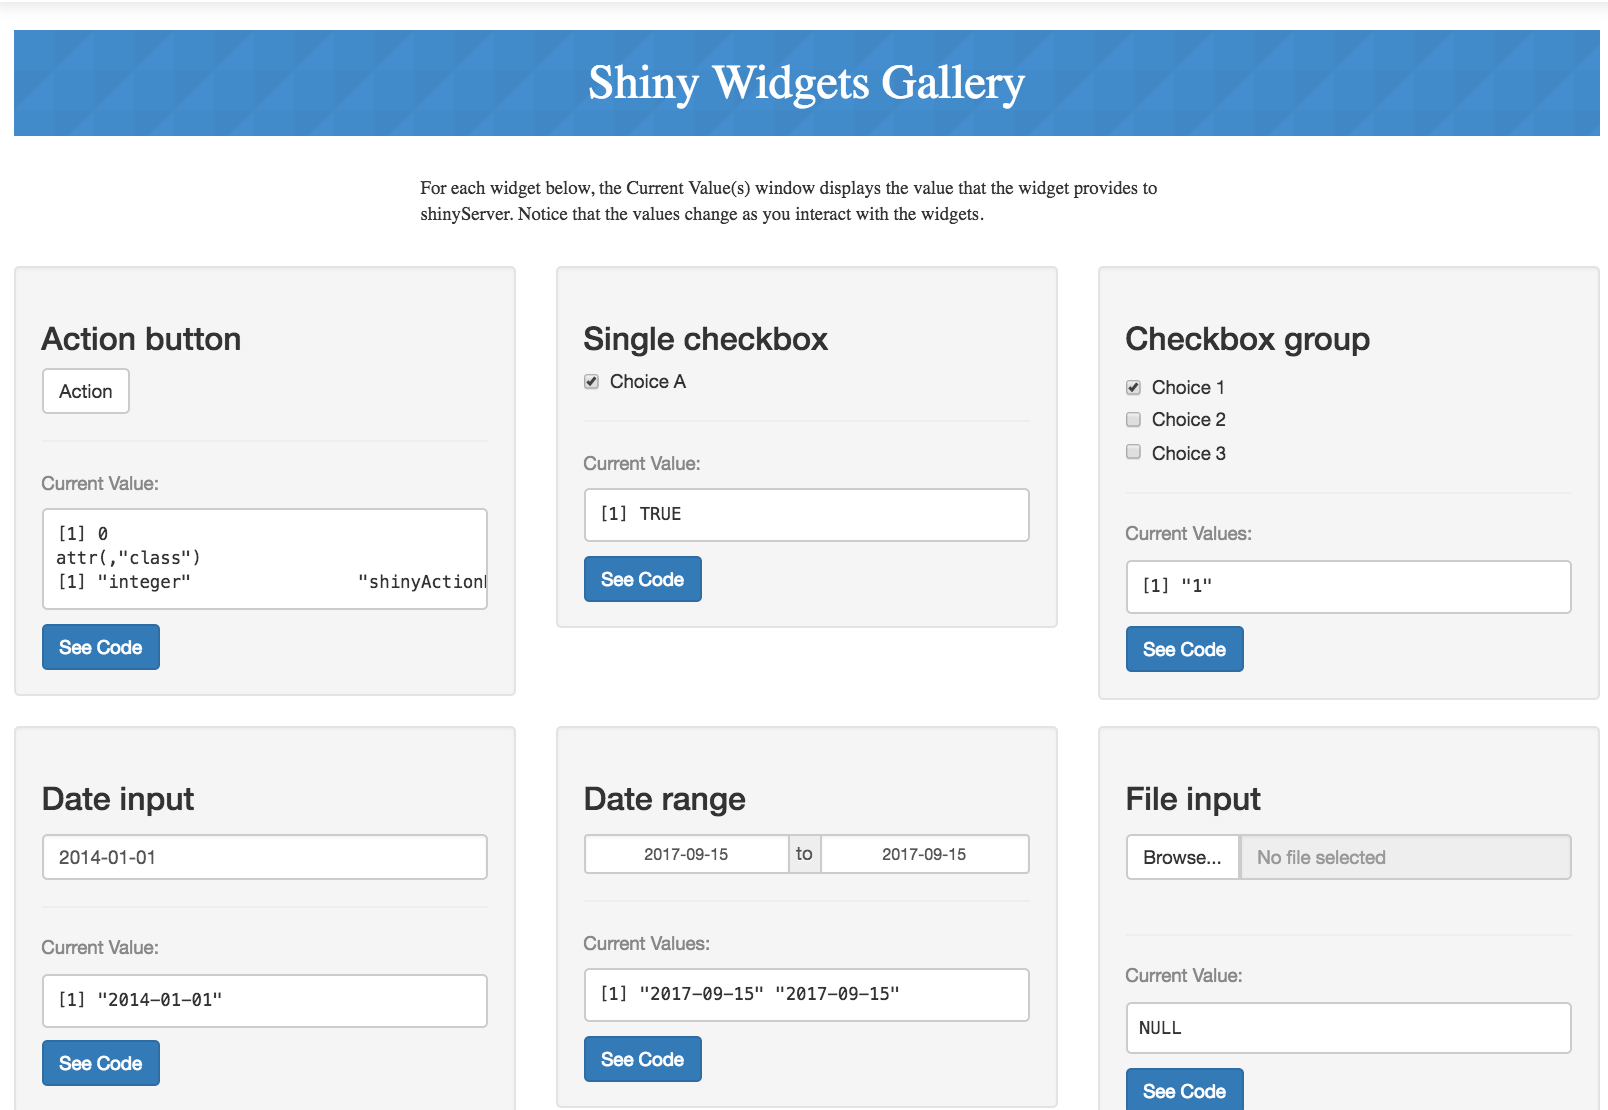 Shiny Widgets Gallery
For each widget below, the Current Value(s) window displays the value that the widget provides to
shinyServer. Notice that the values change as you interact with the widgets.
Action button
Action
Current Value:
[1] 0
attr(,"class")
[1] "integer" "shinyAction
See Code
Single checkbox
Choice A
Current Value:
[1] TRUE
See Code
Checkbox group
Choice 1
Choice 2
Choice 3
Current Values:
[1] "1"
See Code
Date input
2014-01-01
Current Value:
[1] "2014-01-01"
See Code
Date range
2017-09-15 to 2017-09-15
Current Values:
[1] "2017-09-15" "2017-09-15"
See Code
File input
Browse... No file selected
Current Value:
NULL
See Code